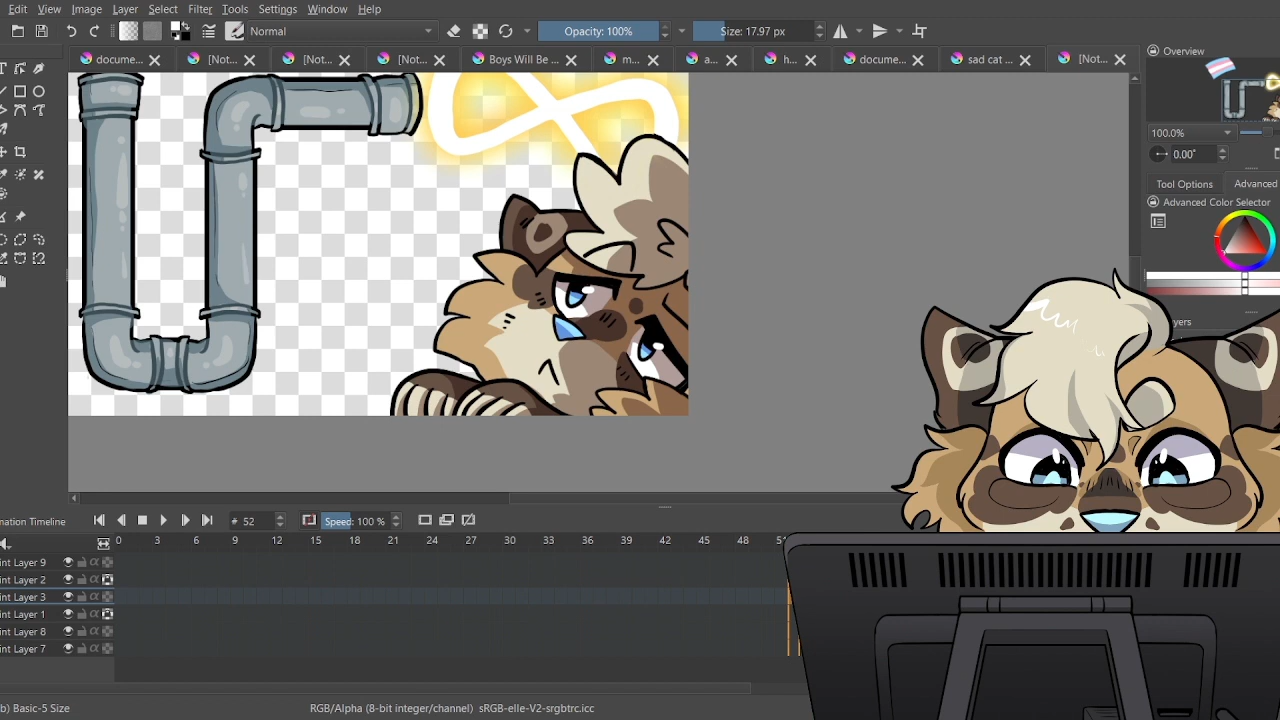 Edit View Image Layer Select Filter Tools Settings Window Help
Normal Opacity: 100% Size: 17.97 px
docume... [Not... [Not... [Not... Boys Will Be ... m... a... h... docume... sad cat ... [Not...
Overview
100.0%
0.00°
Tool Options Advanced
Advanced Color Selector
yers
nation Timeline # 52 Speed: 100 %
0 3 6 9 12 15 18 21 24 27 30 33 36 39 42 45 48 51
int Layer 9
int Layer 2
int Layer 3
int Layer 1
int Layer 8
int Layer 7
b) Basic-5 Size RGB/Alpha (8-bit integer/channel) sRGB-elle-V2-srgbtrc.icc